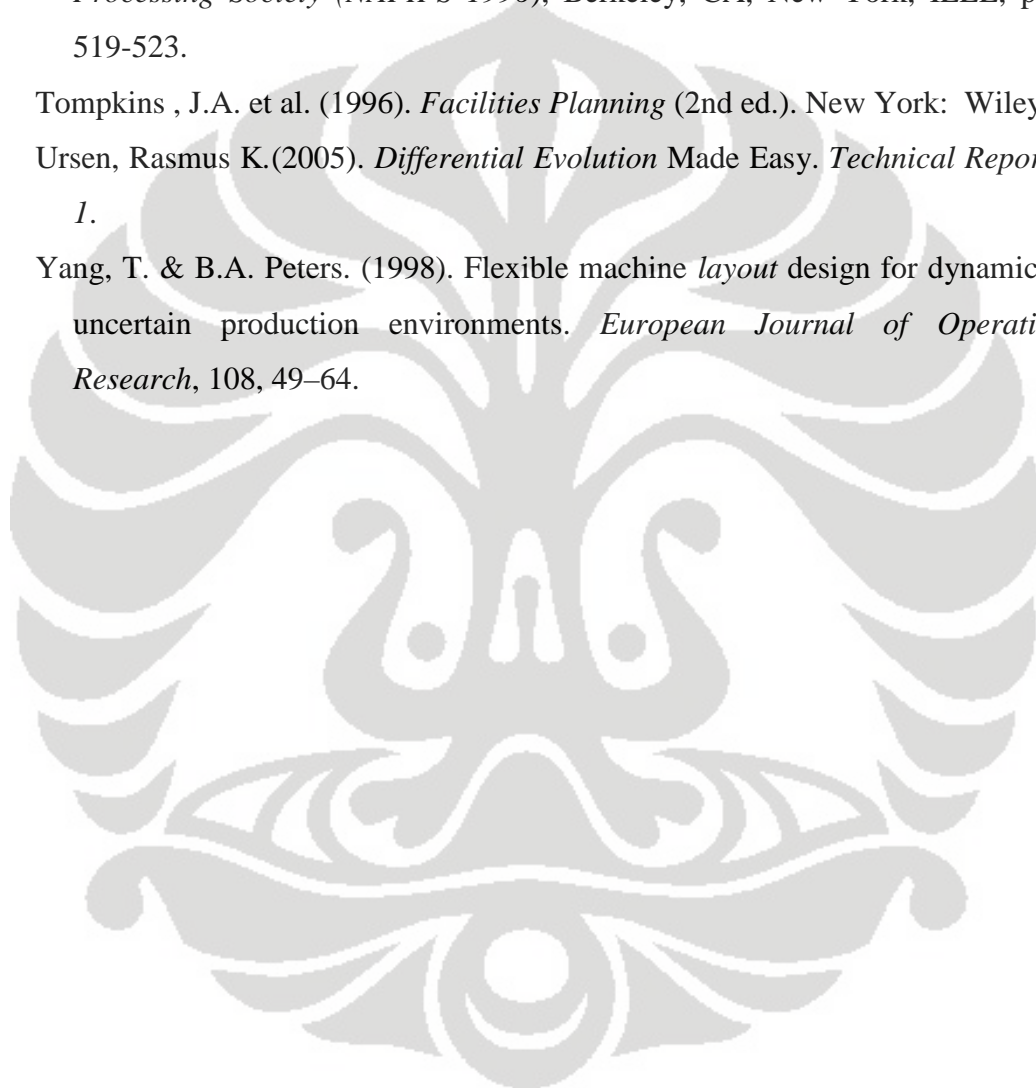 519-523.
Tompkins , J.A. et al. (1996). Facilities Planning (2nd ed.). New York: Wiley
Ursen, Rasmus K.(2005). Differential Evolution Made Easy. Technical Repor
1.
Yang, T. & B.A. Peters. (1998). Flexible machine layout design for dynamic
uncertain production environments. European Journal of Operati
Research, 108, 49–64.